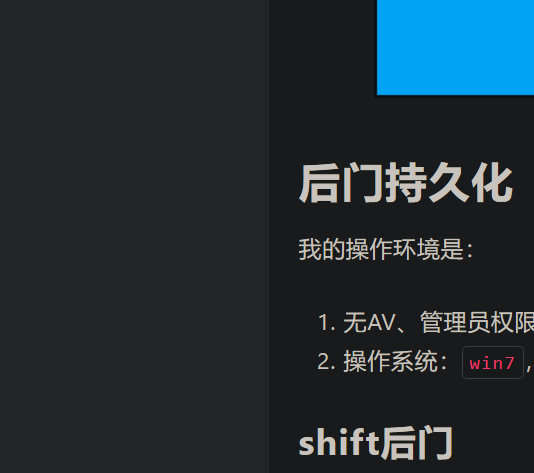 后门持久化
我的操作环境是：
1. 无AV、管理员权限
2. 操作系统：win7，
shift后门